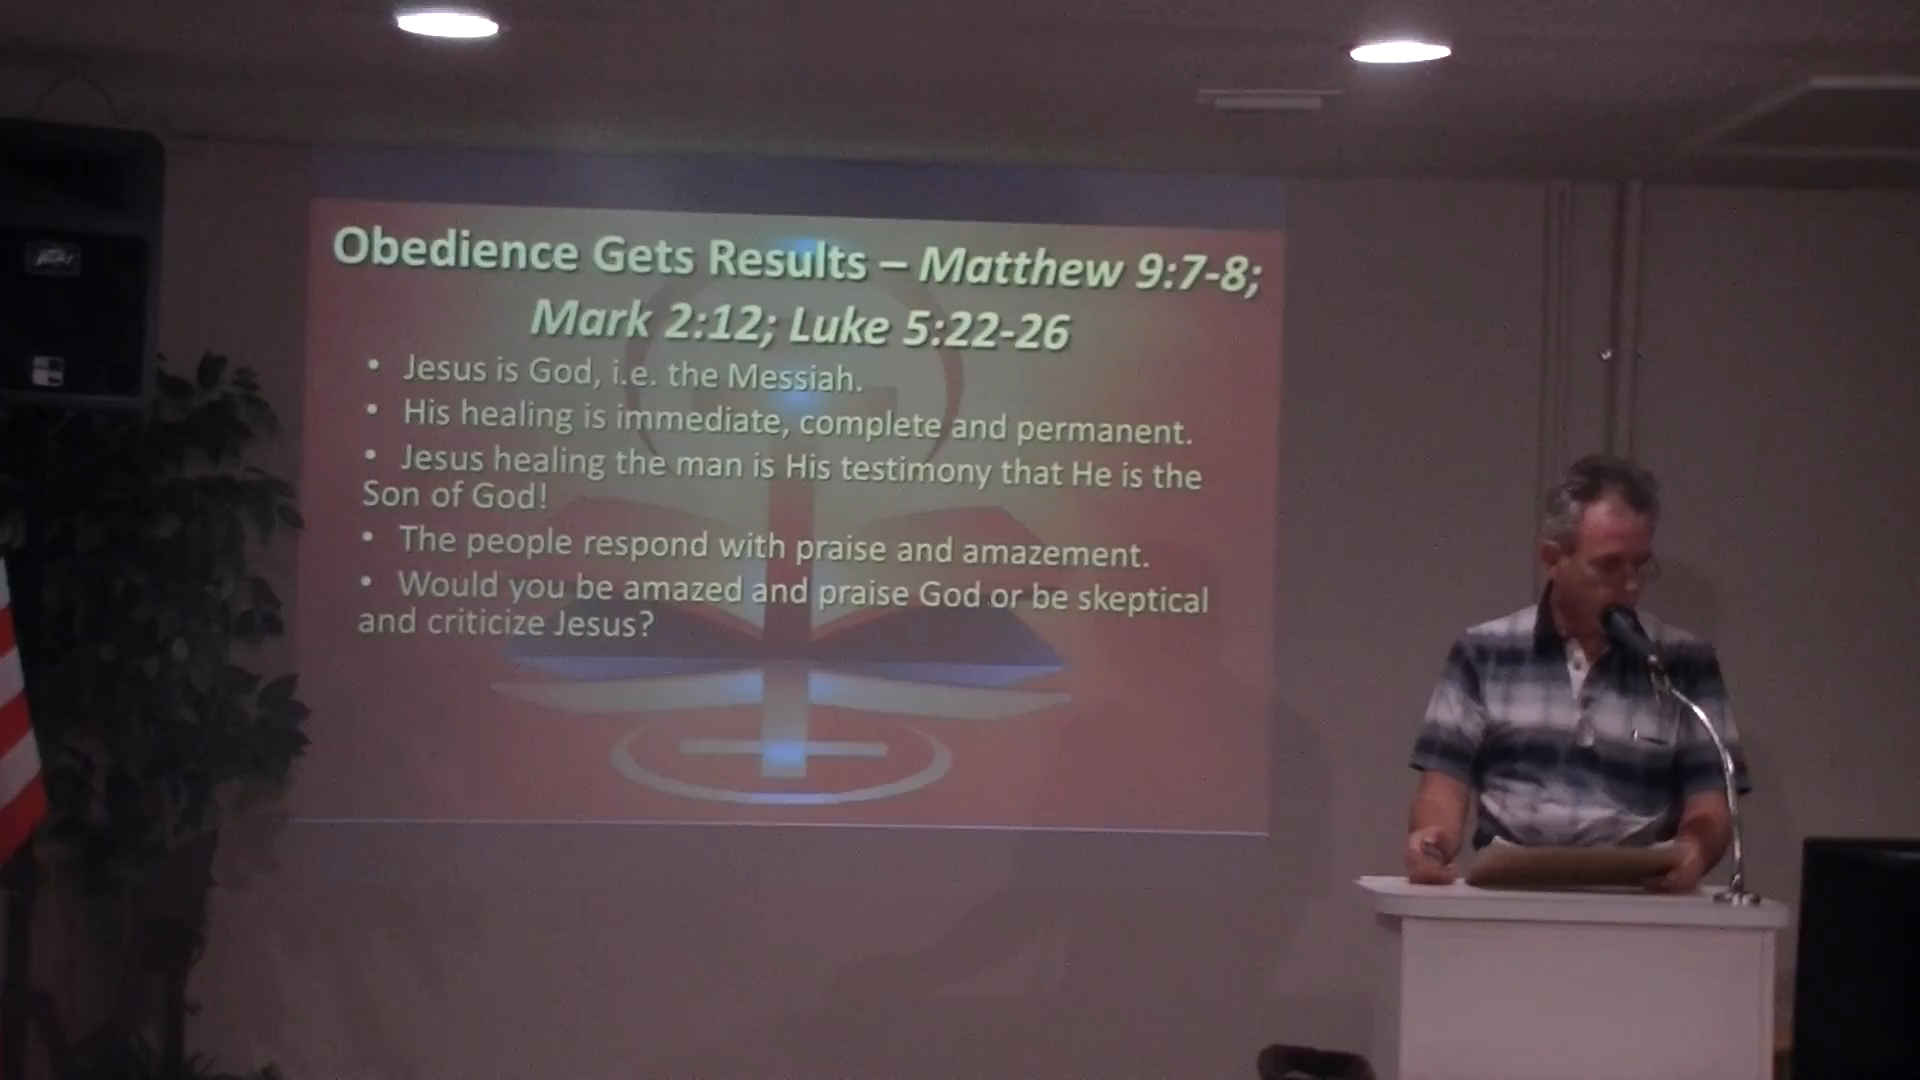 Obedience Gets Results – Matthew 9:7-8;
Mark 2:12; Luke 5:22-26
• Jesus is God, i.e. the Messiah.
• His healing is immediate, complete and permanent.
• Jesus healing the man is His testimony that He is the
Son of God!
• The people respond with praise and amazement.
• Would you be amazed and praise God or be skeptical
and criticize Jesus?